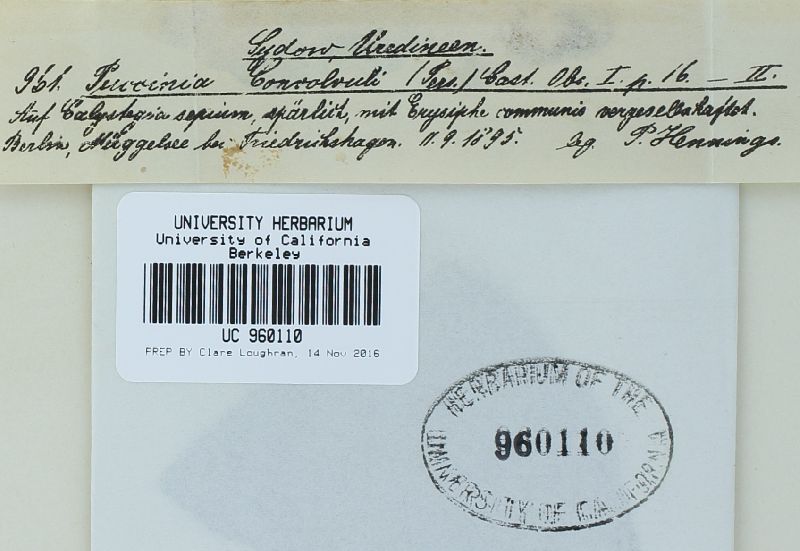 Sydow, Uredineen.
951. Puccinia Convolvuli (Pers.) Cast. Obs. I. p. 16. — II.
Auf Calystegia sepium, spärlich, mit Erysiphe communis vergesellschaftet.
Berlin, Müggelsee bei Friedrichshagen. 11.9.1895. leg. P. Hennings.
UNIVERSITY HERBARIUM
University of California
Berkeley
UC 960110
PREP BY Clare Loughran, 14 Nov 2016
HERBARIUM OF THE
960110
UNIVERSITY OF CALIFORNIA